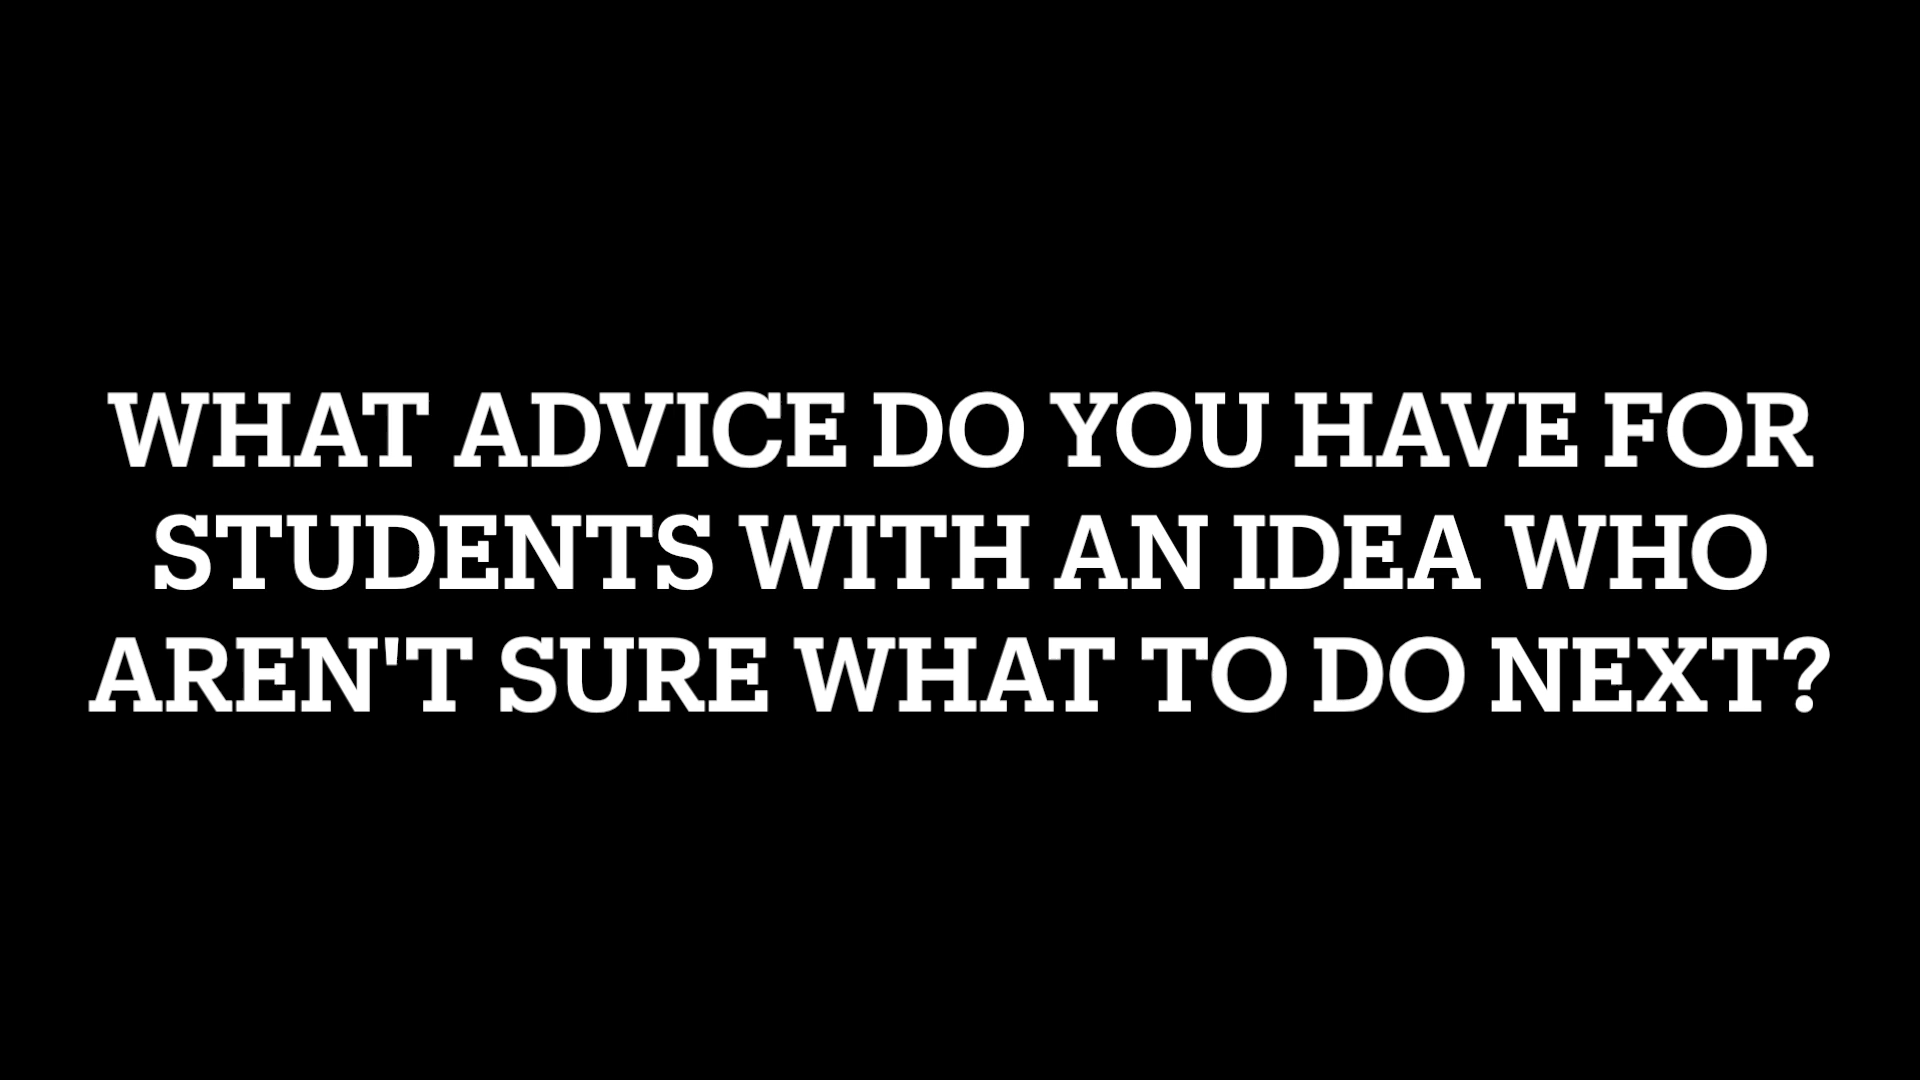 WHAT ADVICE DO YOU HAVE FOR
STUDENTS WITH AN IDEA WHO
AREN'T SURE WHAT TO DO NEXT?